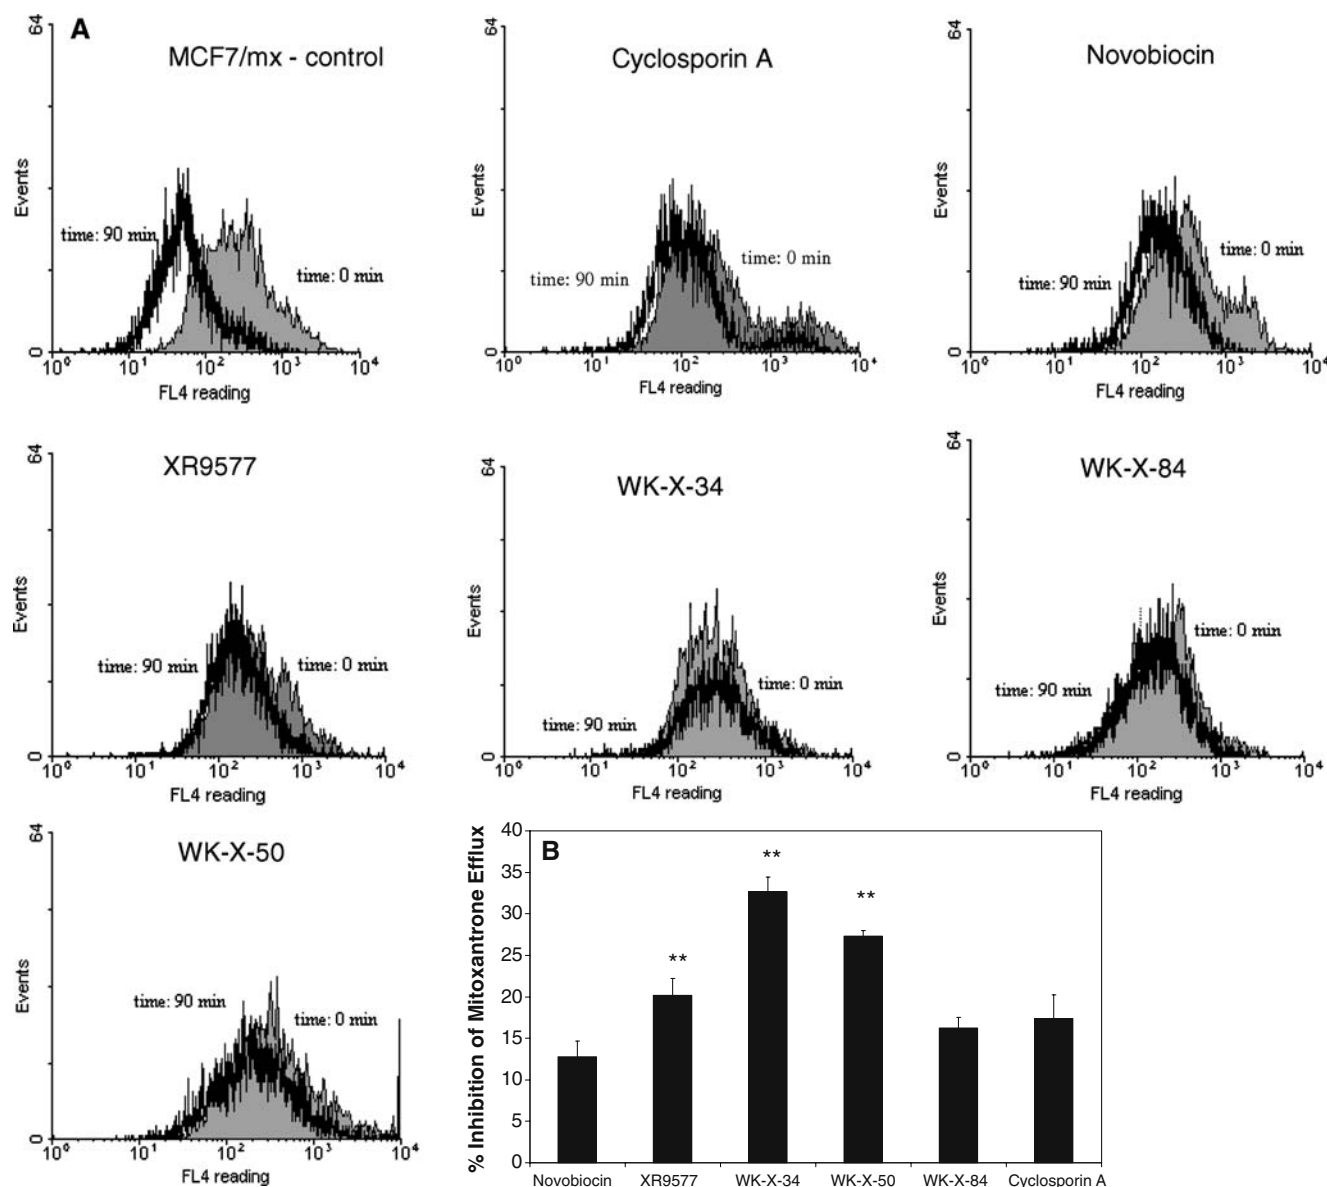 A
MCF7/mx - control
64
Events
time: 90 min
time: 0 min
0
10⁰ 10¹ 10² 10³ 10⁴
FL4 reading
Cyclosporin A
64
Events
time: 90 min
time: 0 min
0
10⁰ 10¹ 10² 10³ 10⁴
FL4 reading
Novobiocin
64
Events
time: 90 min
time: 0 min
0
10⁰ 10¹ 10² 10³ 10⁴
FL4 reading
XR9577
64
Events
time: 90 min
time: 0 min
0
10⁰ 10¹ 10² 10³ 10⁴
FL4 reading
WK-X-34
64
Events
time: 90 min
time: 0 min
0
10⁰ 10¹ 10² 10³ 10⁴
FL4 reading
WK-X-84
64
Events
time: 90 min
time: 0 min
0
10⁰ 10¹ 10² 10³ 10⁴
FL4 reading
WK-X-50
64
Events
time: 90 min
time: 0 min
0
10⁰ 10¹ 10² 10³ 10⁴
FL4 reading
B
% Inhibition of Mitoxantrone Efflux
40
35
30
25
20
15
10
5
0
**
**
**
Novobiocin XR9577 WK-X-34 WK-X-50 WK-X-84 Cyclosporin A